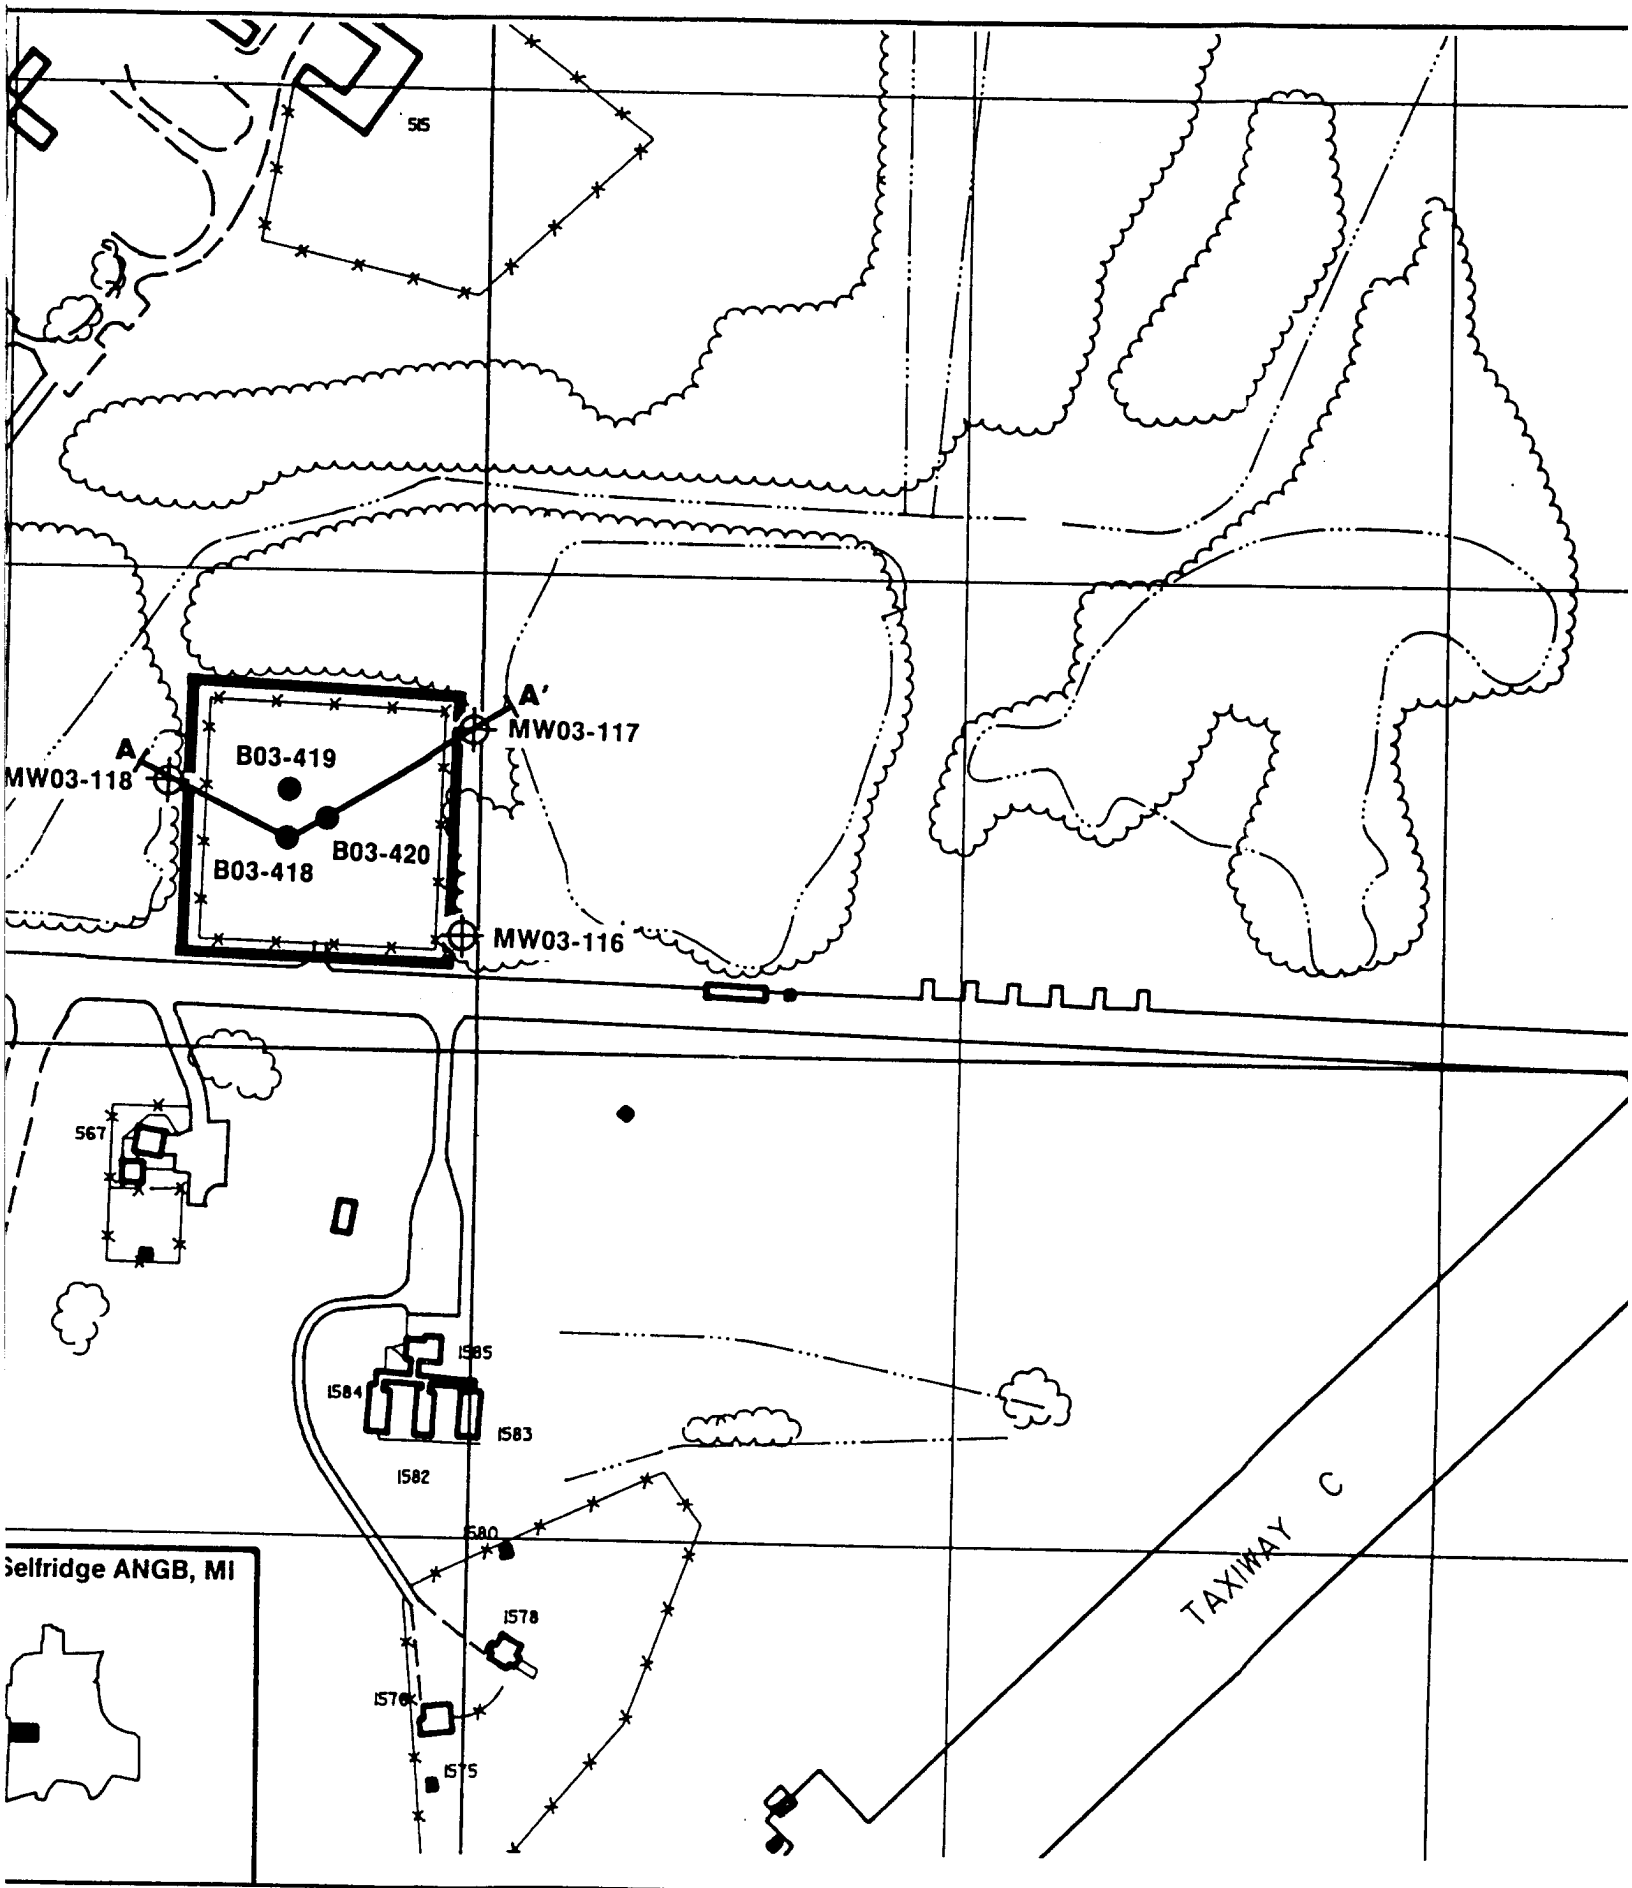 515
A'
MW03-117
A
B03-419
MW03-118
B03-420
B03-418
MW03-116
567
1585
1584
1583
1582
1580
Selfridge ANGB, MI
TAXIWAY C
1578
1576
1575